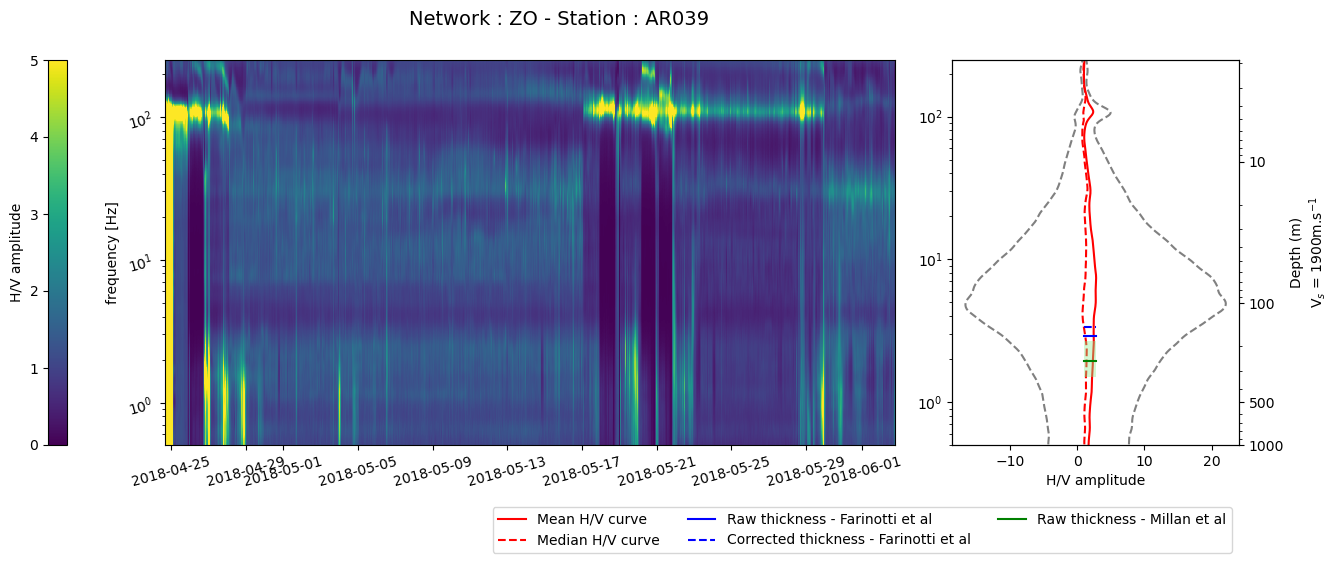 Network : ZO - Station : AR039
5
4
3
2
1
0
H/V amplitude
10²
10¹
10⁰
frequency [Hz]
2018-04-25
2018-04-29
2018-05-01
2018-05-05
2018-05-09
2018-05-13
2018-05-17
2018-05-21
2018-05-25
2018-05-29
2018-06-01
10²
10¹
10⁰
−10
0
10
20
H/V amplitude
10
100
500
1000
Depth (m)
Vₛ = 1900m.s⁻¹
Mean H/V curve
Median H/V curve
Raw thickness - Farinotti et al
Corrected thickness - Farinotti et al
Raw thickness - Millan et al